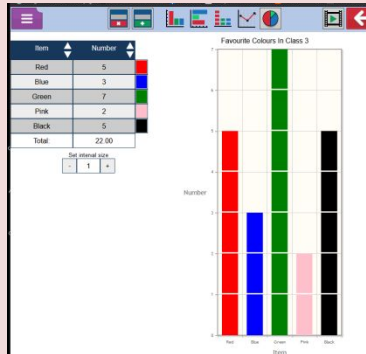 Item Number
Red 5
Blue 3
Green 7
Pink 2
Black 5
Total: 22.00
Set interval size
- 1 +
Favourite Colours In Class 3
7
6
5
4
Number
3
2
1
0
Red Blue Green Pink Black
Item